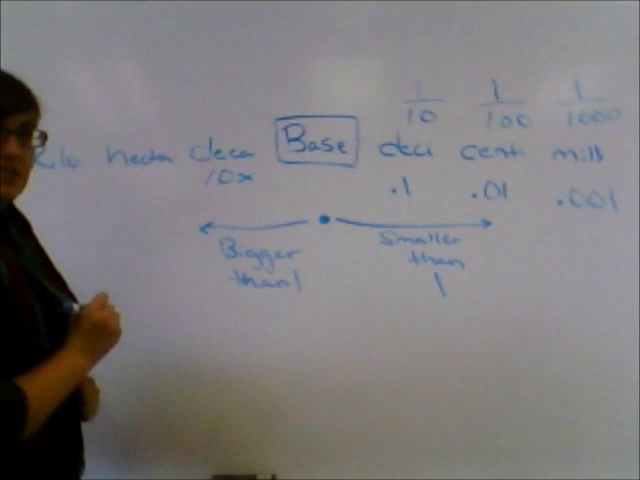 1/10 1/100 1/1000
Kilo hecta deca Base deci centi milli
10x .1 .01 .001
Bigger than 1
Smaller than 1